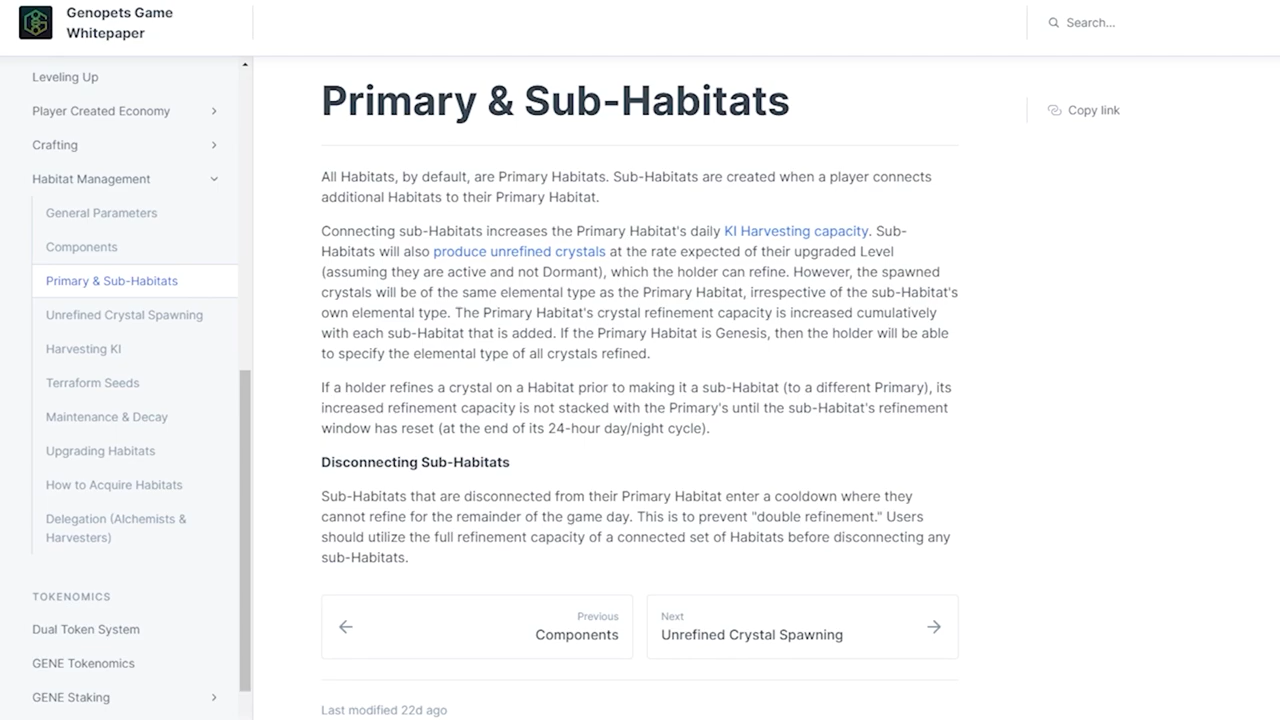 Genopets Game
Whitepaper
Search...
Leveling Up
Player Created Economy
Crafting
Habitat Management
General Parameters
Components
Primary & Sub-Habitats
Unrefined Crystal Spawning
Harvesting KI
Terraform Seeds
Maintenance & Decay
Upgrading Habitats
How to Acquire Habitats
Delegation (Alchemists &
Harvesters)
TOKENOMICS
Dual Token System
GENE Tokenomics
GENE Staking
Primary & Sub-Habitats
Copy link
All Habitats, by default, are Primary Habitats. Sub-Habitats are created when a player connects
additional Habitats to their Primary Habitat.
Connecting sub-Habitats increases the Primary Habitat's daily KI Harvesting capacity. Sub-
Habitats will also produce unrefined crystals at the rate expected of their upgraded Level
(assuming they are active and not Dormant), which the holder can refine. However, the spawned
crystals will be of the same elemental type as the Primary Habitat, irrespective of the sub-Habitat's
own elemental type. The Primary Habitat's crystal refinement capacity is increased cumulatively
with each sub-Habitat that is added. If the Primary Habitat is Genesis, then the holder will be able
to specify the elemental type of all crystals refined.
If a holder refines a crystal on a Habitat prior to making it a sub-Habitat (to a different Primary), its
increased refinement capacity is not stacked with the Primary's until the sub-Habitat's refinement
window has reset (at the end of its 24-hour day/night cycle).
Disconnecting Sub-Habitats
Sub-Habitats that are disconnected from their Primary Habitat enter a cooldown where they
cannot refine for the remainder of the game day. This is to prevent "double refinement." Users
should utilize the full refinement capacity of a connected set of Habitats before disconnecting any
sub-Habitats.
Previous
Components
Next
Unrefined Crystal Spawning
Last modified 22d ago